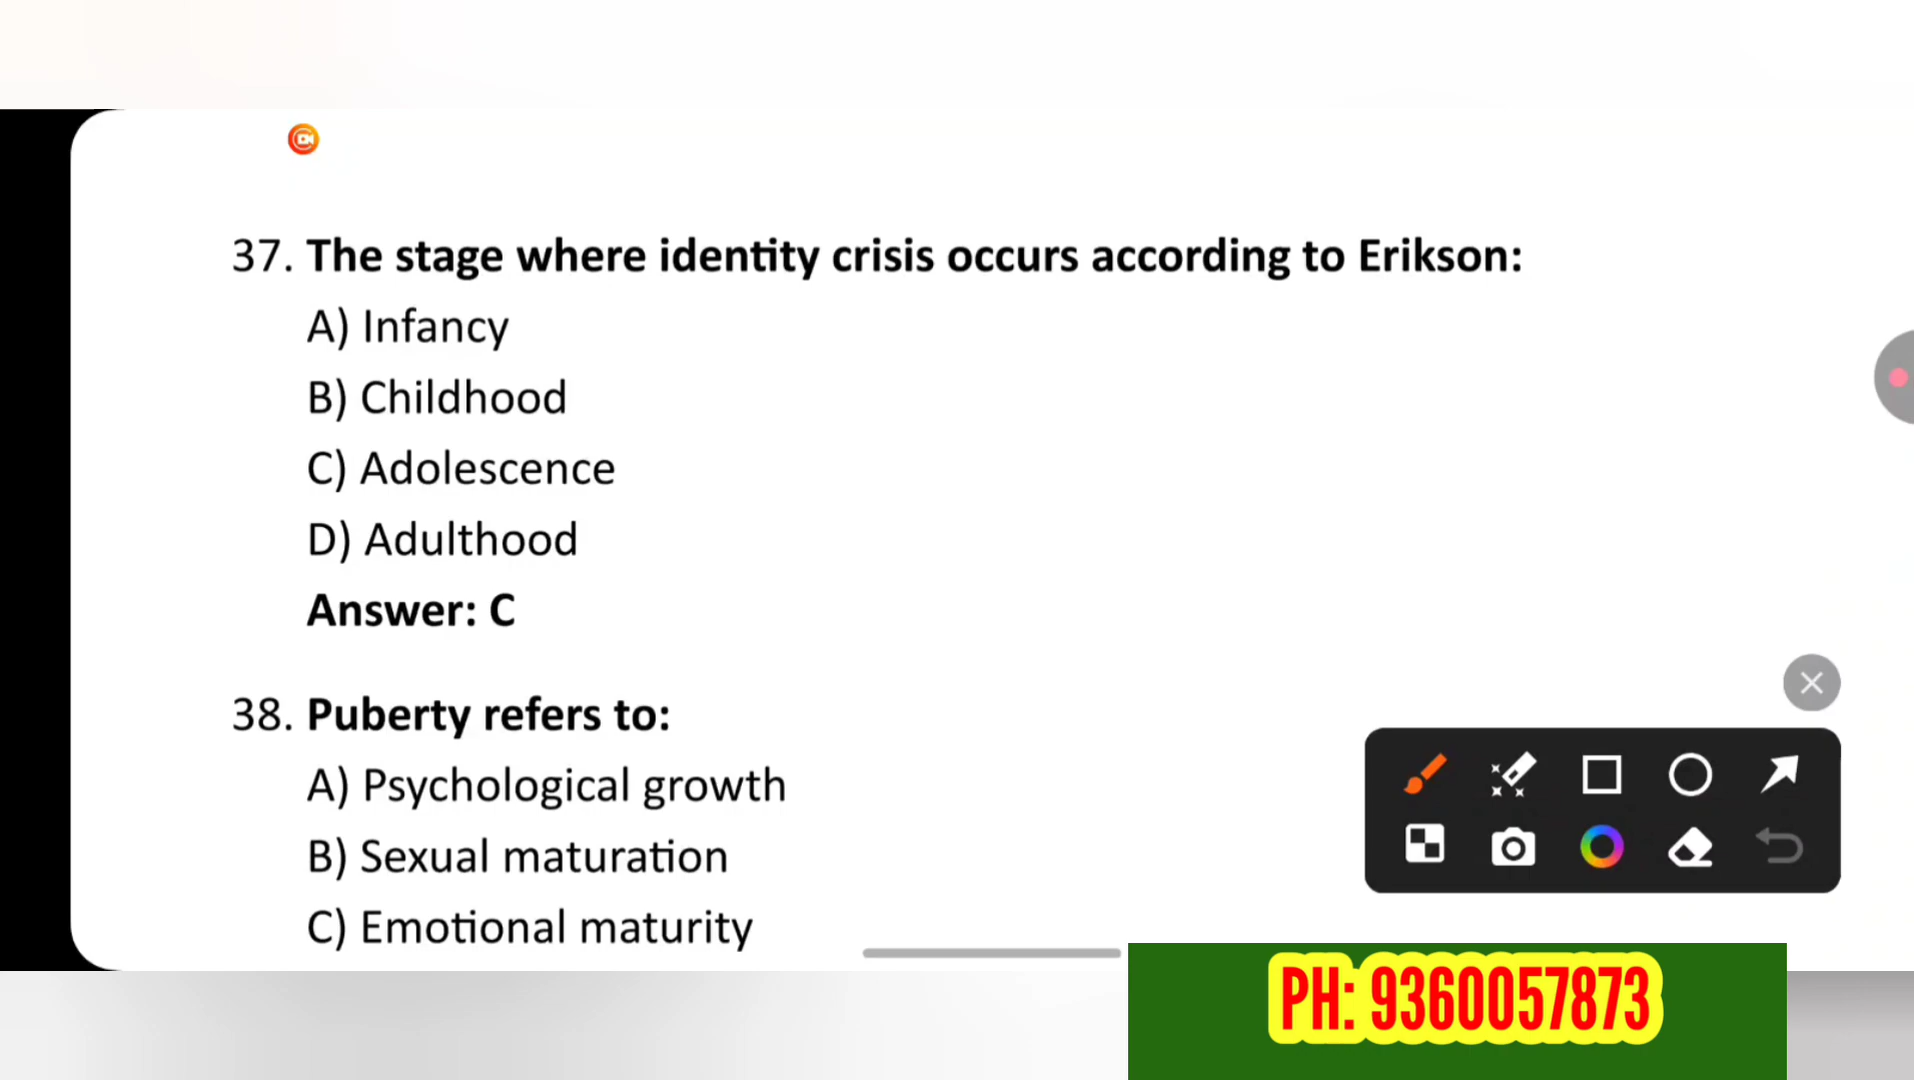 37. The stage where identity crisis occurs according to Erikson:
A) Infancy
B) Childhood
C) Adolescence
D) Adulthood
Answer: C
38. Puberty refers to:
A) Psychological growth
B) Sexual maturation
C) Emotional maturity
PH: 9360057873